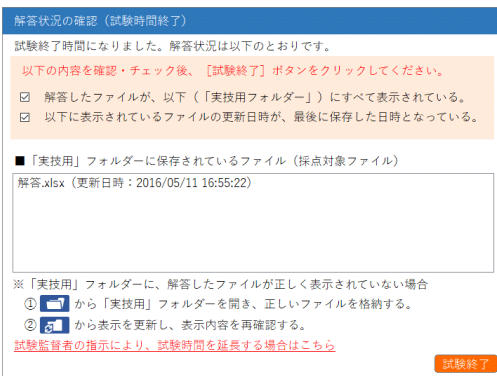 解答状況の確認（試験時間終了）
試験終了時間になりました。解答状況は以下のとおりです。
以下の内容を確認・チェック後、［試験終了］ボタンをクリックしてください。
☑ 解答したファイルが、以下（「実技用フォルダー」）にすべて表示されている。
☑ 以下に表示されているファイルの更新日時が、最後に保存した日時となっている。
■「実技用」フォルダーに保存されているファイル（採点対象ファイル）
解答.xlsx（更新日時：2016/05/11 16:55:22）
※「実技用」フォルダーに、解答したファイルが正しく表示されていない場合
① から「実技用」フォルダーを開き、正しいファイルを格納する。
② から表示を更新し、表示内容を再確認する。
試験監督者の指示により、試験時間を延長する場合はこちら
試験終了